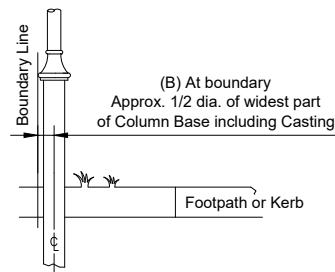 Boundary Line
(B) At boundary
Approx. 1/2 dia. of widest part
of Column Base including Casting
Footpath or Kerb
CL